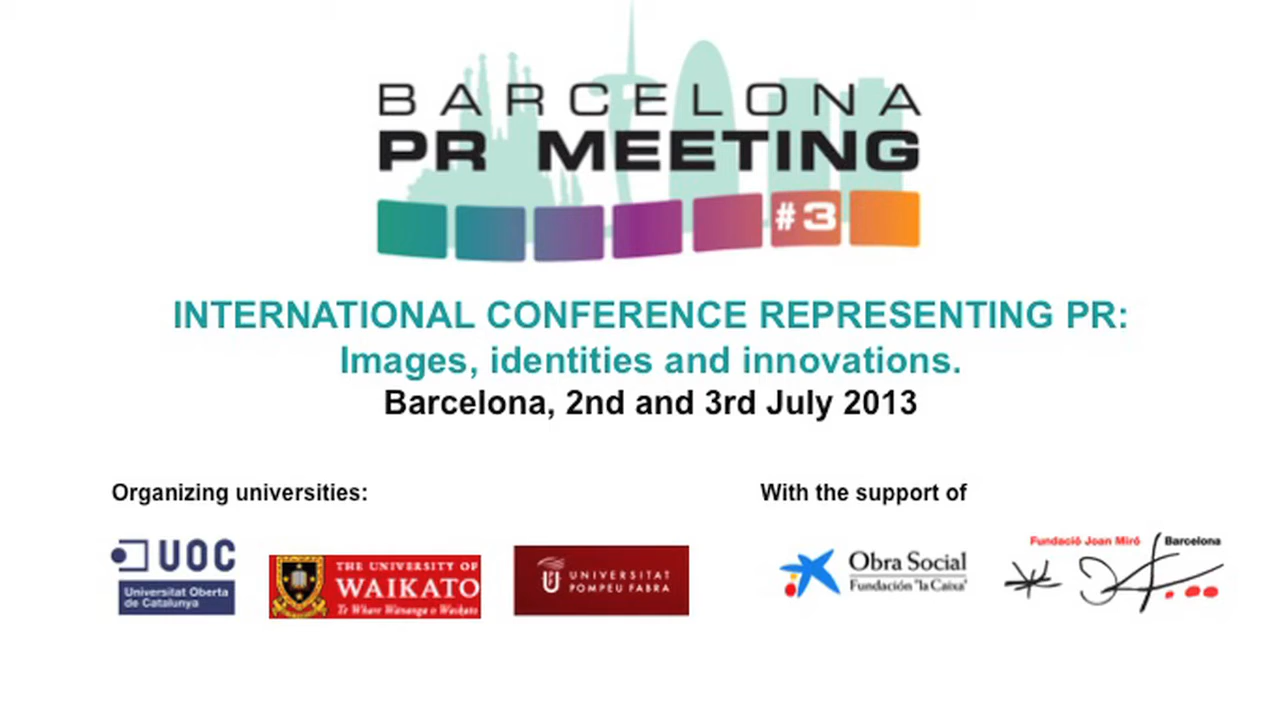 BARCELONA
PR MEETING
#3
INTERNATIONAL CONFERENCE REPRESENTING PR:
Images, identities and innovations.
Barcelona, 2nd and 3rd July 2013
Organizing universities:
With the support of
UOC
Universitat Oberta
de Catalunya
THE UNIVERSITY OF
WAIKATO
Te Whare Wānanga o Waikato
UNIVERSITAT
POMPEU FABRA
Obra Social
Fundación "la Caixa"
Fundació Joan Miró Barcelona